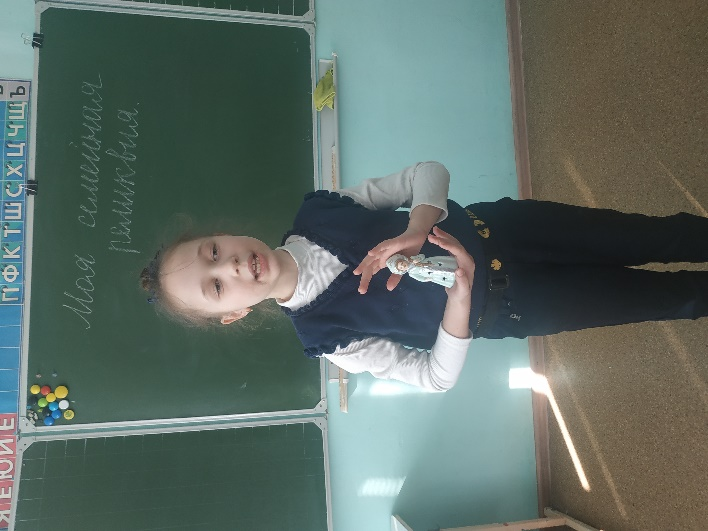 Моя семейная
реликвия.
П Ф К Т Ш С Х Ц Ч Щ Ъ
Я Е Ю И Е